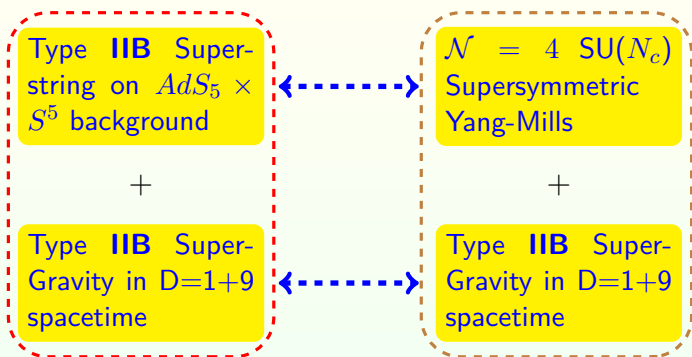 Type IIB Super-
string on AdS₅ ×
S⁵ background
+
Type IIB Super-
Gravity in D=1+9
spacetime
𝒩 = 4 SU(N_c)
Supersymmetric
Yang-Mills
+
Type IIB Super-
Gravity in D=1+9
spacetime